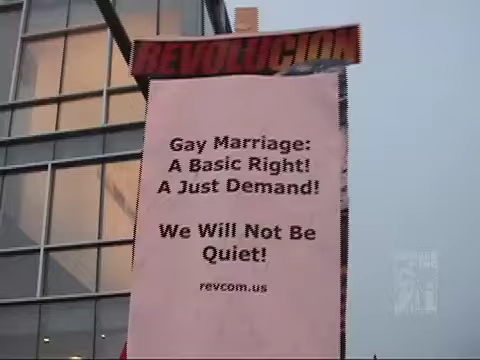 REVOLUCION
Gay Marriage:
A Basic Right!
A Just Demand!
We Will Not Be
Quiet!
revcom.us